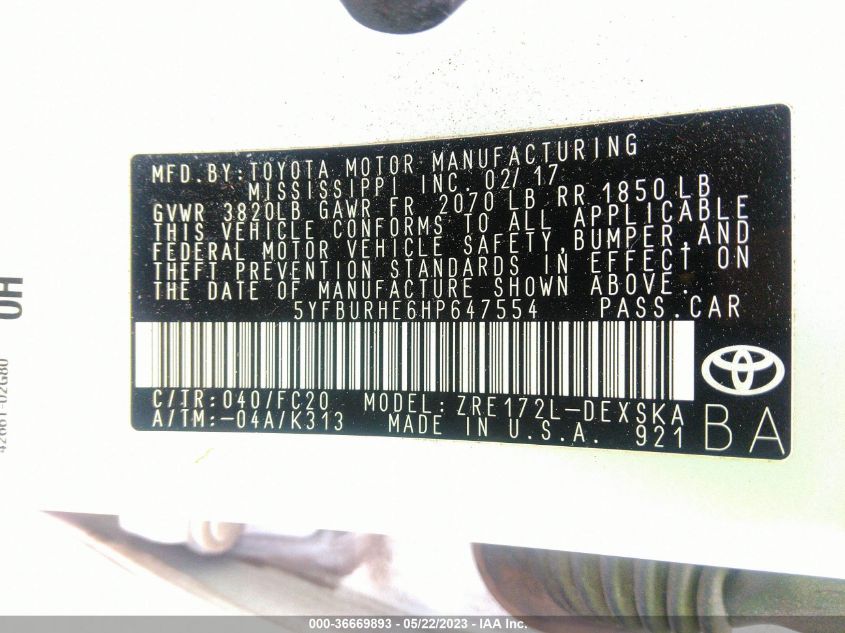 MFD.BY:TOYOTA MOTOR MANUFACTURING
MISSISSIPPI INC. 02/17
GVWR 3820LB GAWR FR 2070 LB RR 1850 LB
THIS VEHICLE CONFORMS TO ALL APPLICABLE
FEDERAL MOTOR VEHICLE SAFETY,BUMPER,AND
THEFT PREVENTION STANDARDS IN EFFECT ON
THE DATE OF MANUFACTURE SHOWN ABOVE.
5YFBURHE6HP647554 PASS.CAR
C/TR:040/FC20 MODEL:ZRE172L-DEXSKA
A/TM:-04A/K313 MADE IN U.S.A. 921
BA
000-36669893 - 05/22/2023 - IAA Inc.